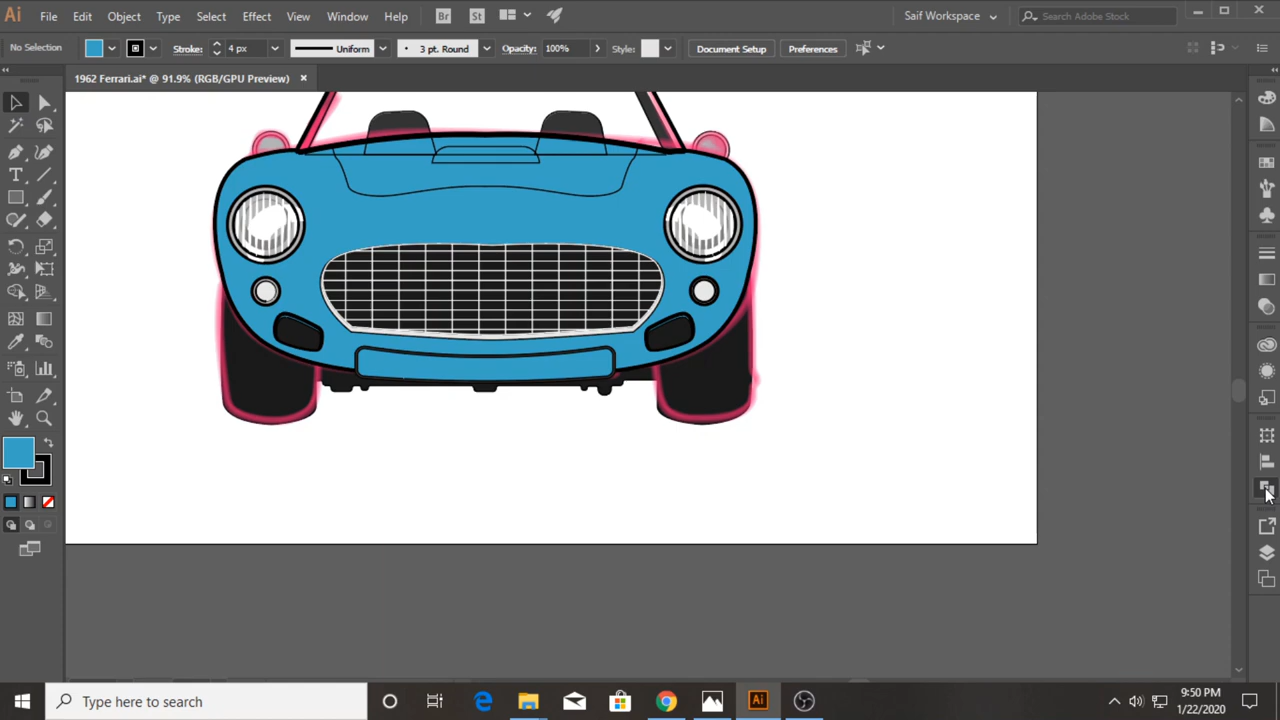 Ai File Edit Object Type Select Effect View Window Help Br St Saif Workspace Search Adobe Stock
No Selection Stroke: 4 px Uniform 3 pt. Round Opacity: 100% Style: Document Setup Preferences
1962 Ferrari.ai* @ 91.9% (RGB/GPU Preview) ×
T
Type here to search Ai 9:50 PM
1/22/2020